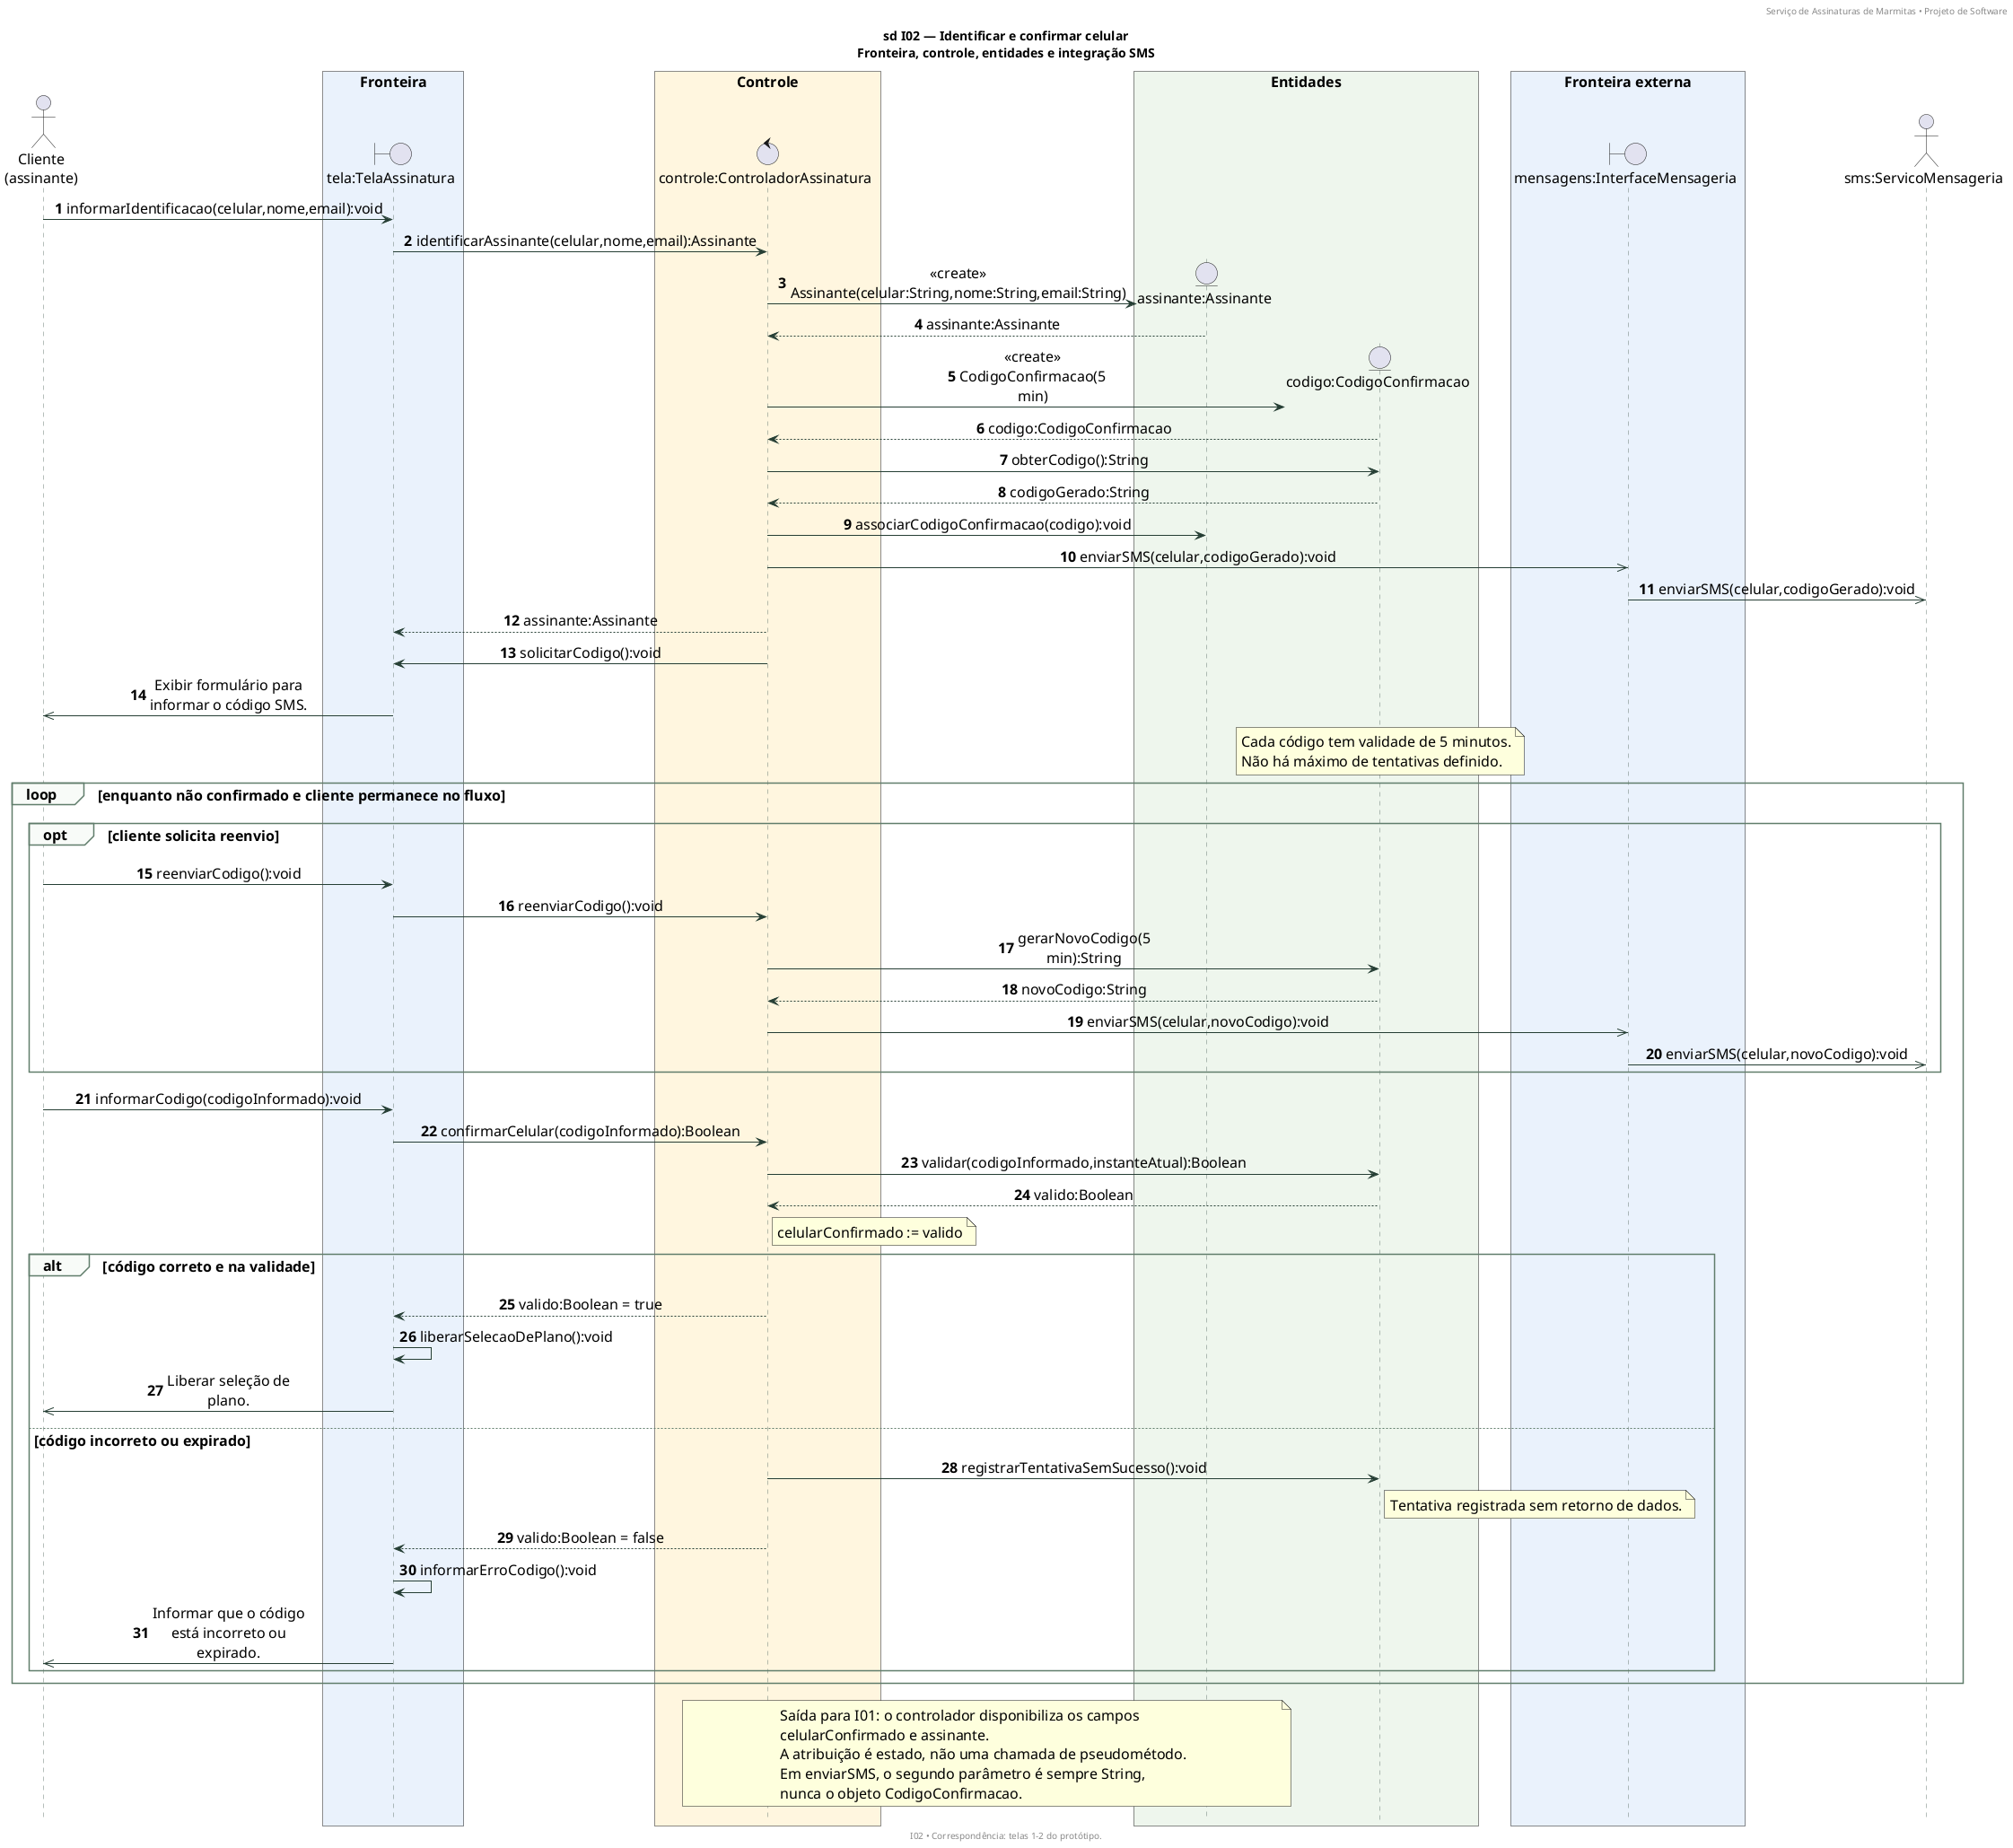 Serviço de Assinaturas de Marmitas • Projeto de Software
sd I02 — Identificar e confirmar celular
Fronteira, controle, entidades e integração SMS
Fronteira
Controle
Entidades
Fronteira externa
Cliente
(assinante)
tela:TelaAssinatura
controle:ControladorAssinatura
mensagens:InterfaceMensageria
sms:ServicoMensageria
1 informarIdentificacao(celular,nome,email):void
2 identificarAssinante(celular,nome,email):Assinante
«create»
3 Assinante(celular:String,nome:String,email:String)
assinante:Assinante
4 assinante:Assinante
«create»
5 CodigoConfirmacao(5
min)
codigo:CodigoConfirmacao
6 codigo:CodigoConfirmacao
7 obterCodigo():String
8 codigoGerado:String
9 associarCodigoConfirmacao(codigo):void
10 enviarSMS(celular,codigoGerado):void
11 enviarSMS(celular,codigoGerado):void
12 assinante:Assinante
13 solicitarCodigo():void
14 Exibir formulário para
informar o código SMS.
Cada código tem validade de 5 minutos.
Não há máximo de tentativas definido.
loop [enquanto não confirmado e cliente permanece no fluxo]
opt [cliente solicita reenvio]
15 reenviarCodigo():void
16 reenviarCodigo():void
17 gerarNovoCodigo(5
min):String
18 novoCodigo:String
19 enviarSMS(celular,novoCodigo):void
20 enviarSMS(celular,novoCodigo):void
21 informarCodigo(codigoInformado):void
22 confirmarCelular(codigoInformado):Boolean
23 validar(codigoInformado,instanteAtual):Boolean
24 valido:Boolean
celularConfirmado := valido
alt [código correto e na validade]
25 valido:Boolean = true
26 liberarSelecaoDePlano():void
27 Liberar seleção de
plano.
[código incorreto ou expirado]
28 registrarTentativaSemSucesso():void
Tentativa registrada sem retorno de dados.
29 valido:Boolean = false
30 informarErroCodigo():void
31 Informar que o código
está incorreto ou
expirado.
Saída para I01: o controlador disponibiliza os campos
celularConfirmado e assinante.
A atribuição é estado, não uma chamada de pseudométodo.
Em enviarSMS, o segundo parâmetro é sempre String,
nunca o objeto CodigoConfirmacao.
I02 • Correspondência: telas 1-2 do protótipo.